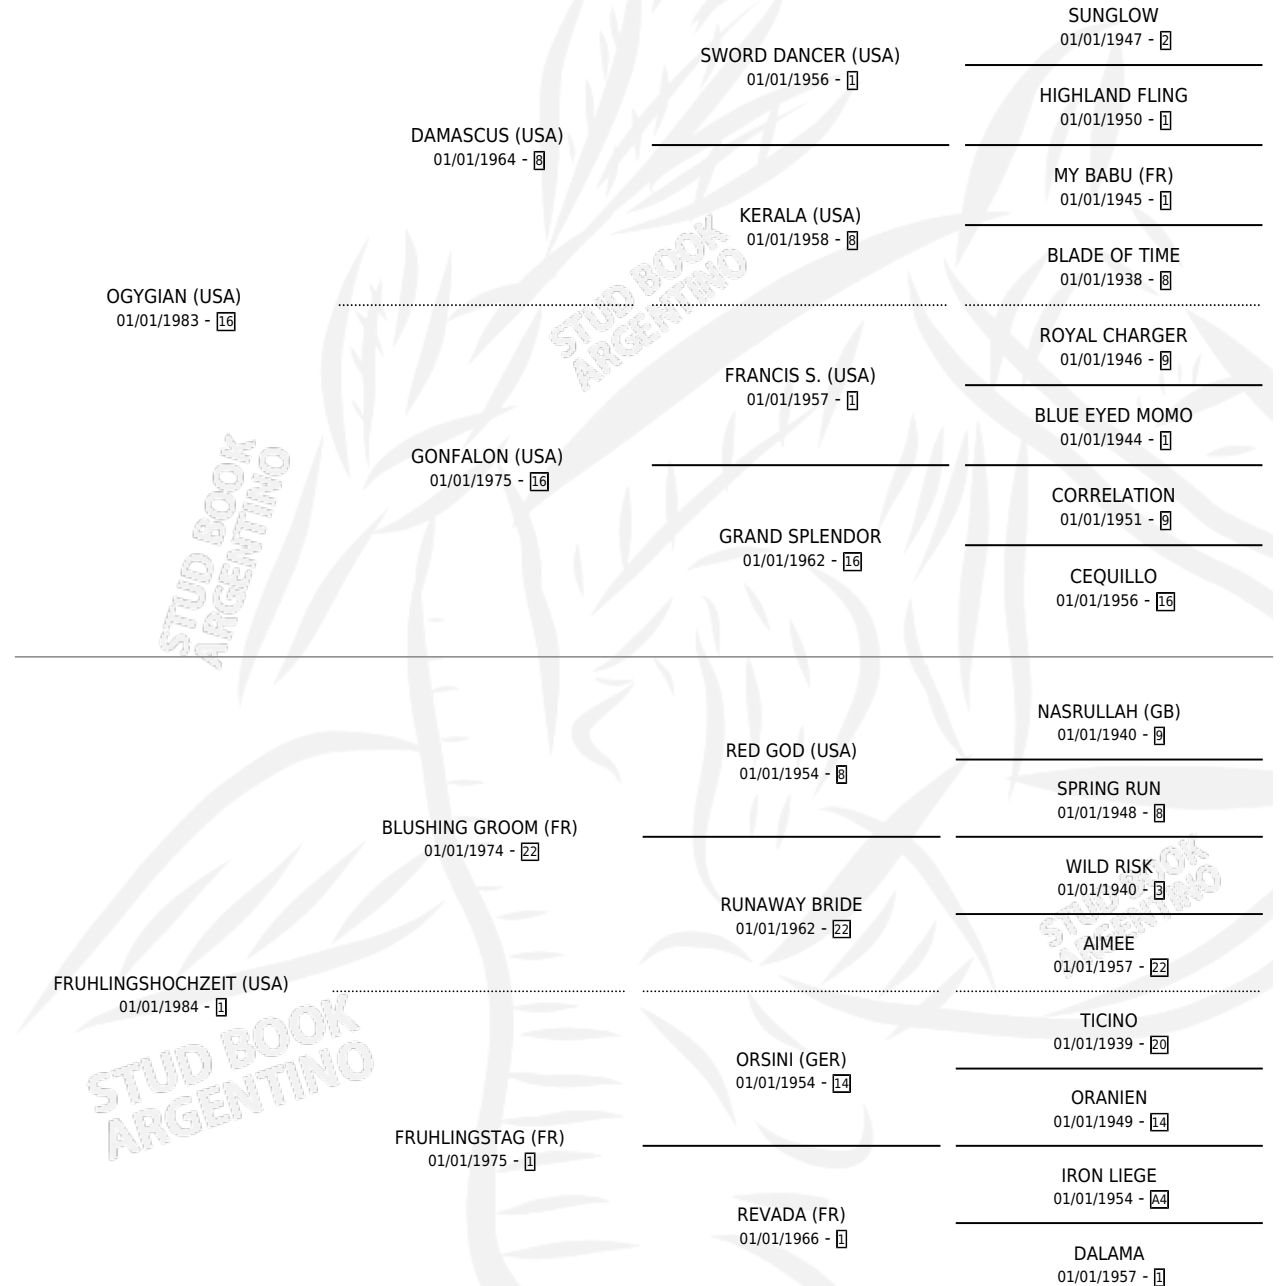 SUNGLOW
01/01/1947 - 2
SWORD DANCER (USA)
01/01/1956 - 1
HIGHLAND FLING
01/01/1950 - 1
DAMASCUS (USA)
01/01/1964 - 8
MY BABU (FR)
01/01/1945 - 1
KERALA (USA)
01/01/1958 - 8
BLADE OF TIME
01/01/1938 - 8
OGYGIAN (USA)
01/01/1983 - 16
ROYAL CHARGER
01/01/1946 - 9
FRANCIS S. (USA)
01/01/1957 - 1
BLUE EYED MOMO
01/01/1944 - 1
GONFALON (USA)
01/01/1975 - 16
CORRELATION
01/01/1951 - 9
GRAND SPLENDOR
01/01/1962 - 16
CEQUILLO
01/01/1956 - 16
NASRULLAH (GB)
01/01/1940 - 9
RED GOD (USA)
01/01/1954 - 8
SPRING RUN
01/01/1948 - 8
BLUSHING GROOM (FR)
01/01/1974 - 22
WILD RISK
01/01/1940 - 3
RUNAWAY BRIDE
01/01/1962 - 22
AIMEE
01/01/1957 - 22
FRUHLINGSHOCHZEIT (USA)
01/01/1984 - 1
TICINO
01/01/1939 - 20
ORSINI (GER)
01/01/1954 - 14
ORANIEN
01/01/1949 - 14
FRUHLINGSTAG (FR)
01/01/1975 - 1
IRON LIEGE
01/01/1954 - A4
REVADA (FR)
01/01/1966 - 1
DALAMA
01/01/1957 - 1
STUD BOOK
ARGENTINO
STUD BOOK
ARGENTINO
STUD BOOK
ARGENTINO
STUD BOOK
ARGENTINO